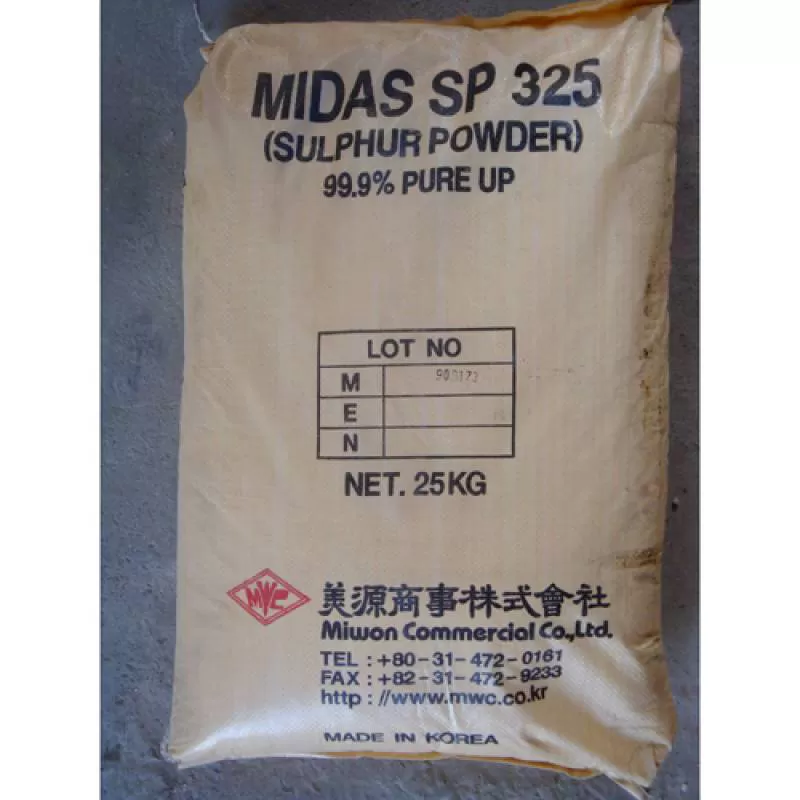 MIDAS SP 325
(SULPHUR POWDER)
99.9% PURE UP
LOT NO
M
E
N
NET. 25KG
MWC 美源商事株式會社
Miwon Commercial Co.,Ltd.
TEL : +80-31-472-0161
FAX : +82-31-472-9233
http : //www.mwc.co.kr
MADE IN KOREA